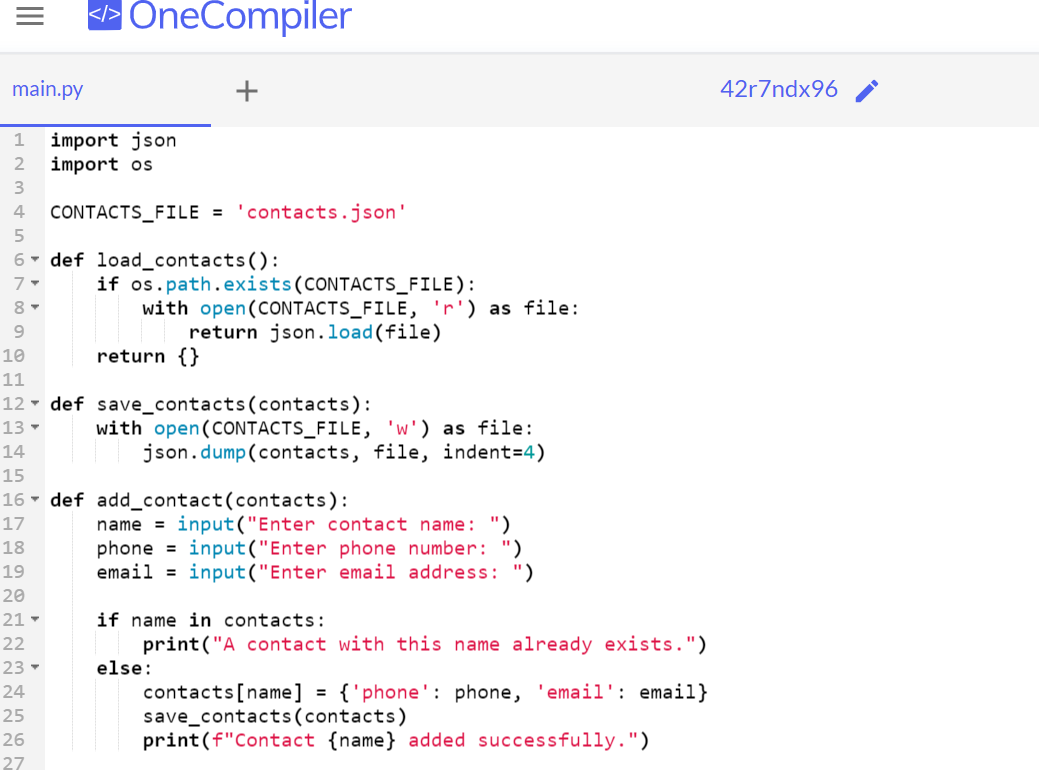 </> OneCompiler
main.py + 42r7ndx96
1 import json
2 import os
3
4 CONTACTS_FILE = 'contacts.json'
5
6 def load_contacts():
7     if os.path.exists(CONTACTS_FILE):
8         with open(CONTACTS_FILE, 'r') as file:
9             return json.load(file)
10     return {}
11
12 def save_contacts(contacts):
13     with open(CONTACTS_FILE, 'w') as file:
14         json.dump(contacts, file, indent=4)
15
16 def add_contact(contacts):
17     name = input("Enter contact name: ")
18     phone = input("Enter phone number: ")
19     email = input("Enter email address: ")
20
21     if name in contacts:
22         print("A contact with this name already exists.")
23     else:
24         contacts[name] = {'phone': phone, 'email': email}
25         save_contacts(contacts)
26         print(f"Contact {name} added successfully.")
27